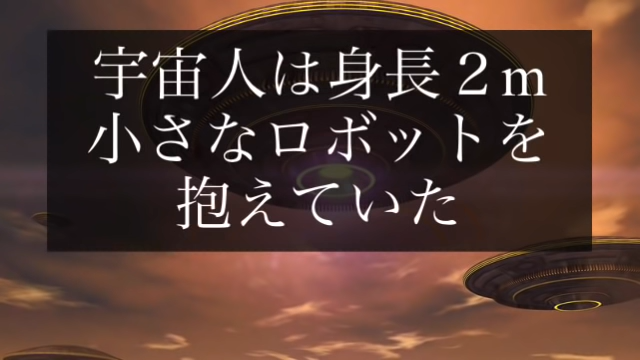 宇宙人は身長２ｍ
小さなロボットを
抱えていた